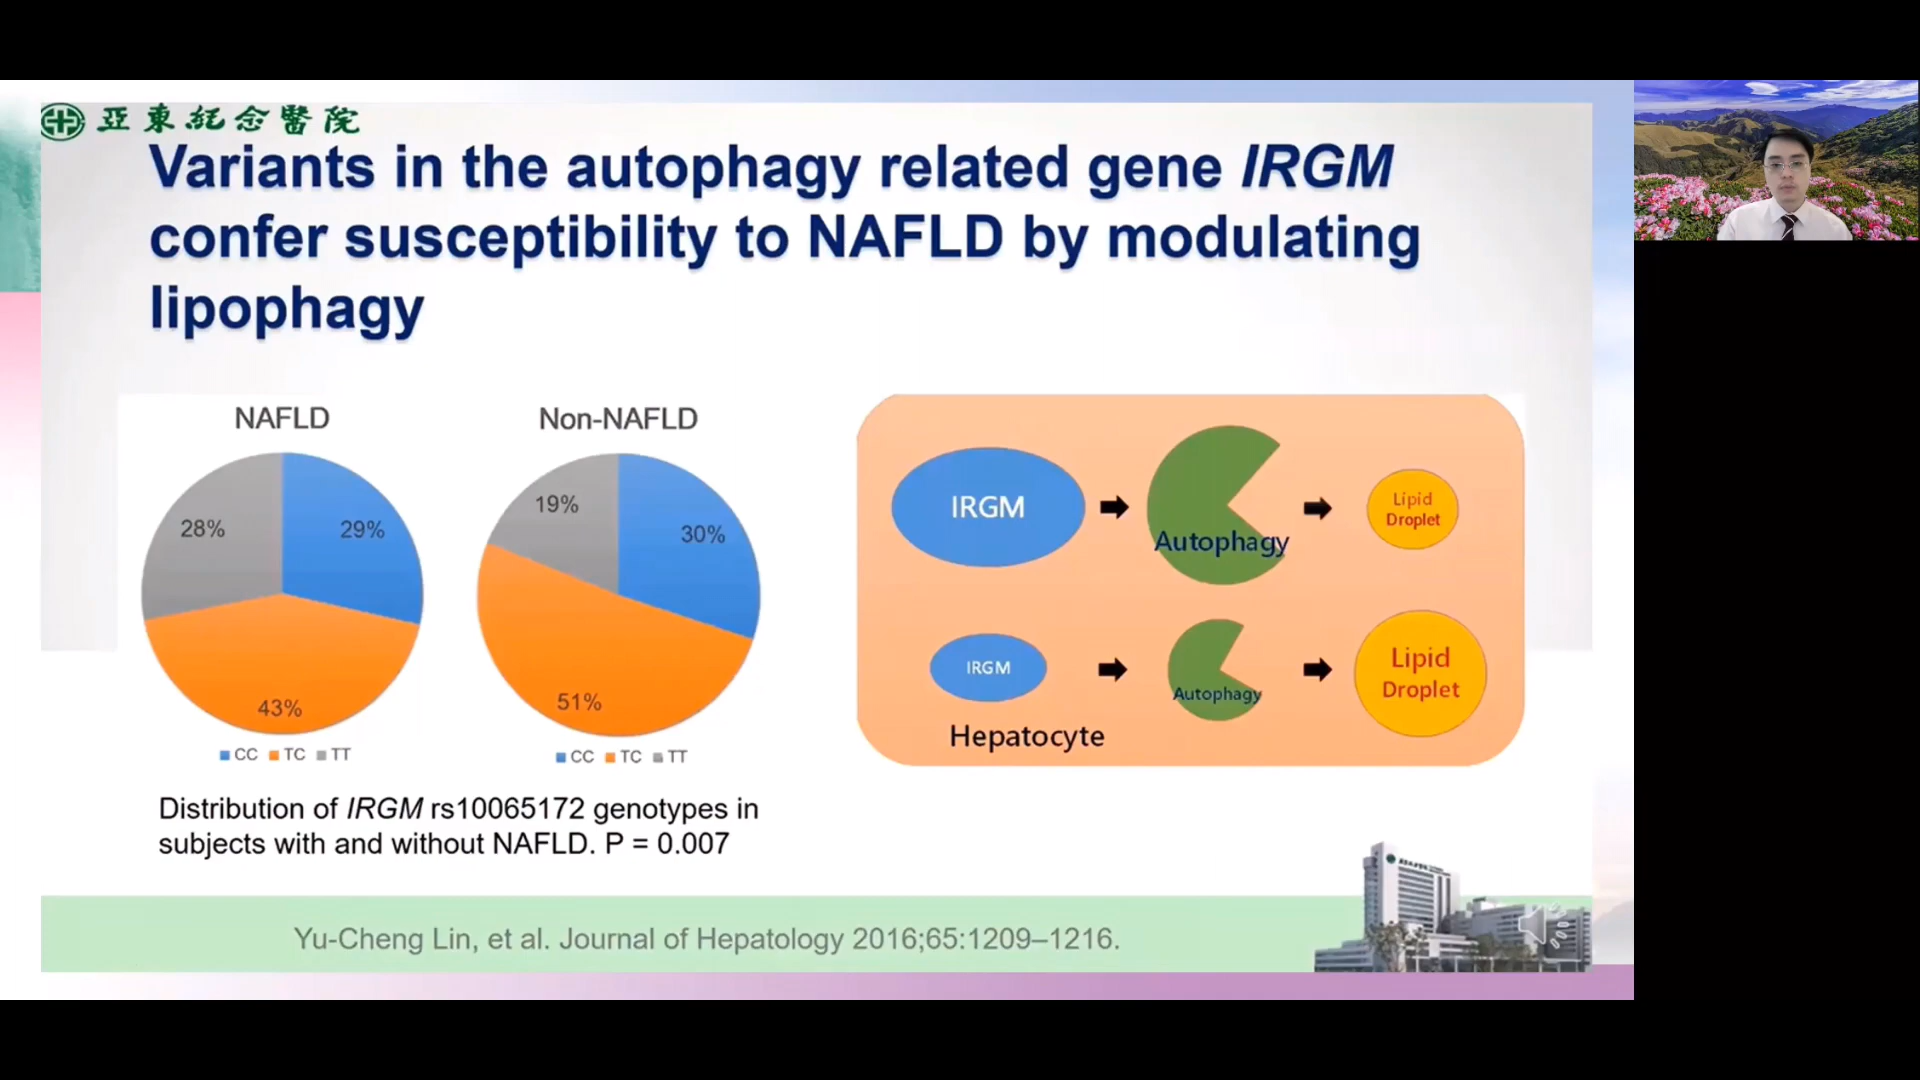 亞東紀念醫院
Variants in the autophagy related gene IRGM
confer susceptibility to NAFLD by modulating
lipophagy
NAFLD
28%
29%
43%
CC TC TT
Non-NAFLD
19%
30%
51%
CC TC TT
Distribution of IRGM rs10065172 genotypes in
subjects with and without NAFLD. P = 0.007
IRGM
Autophagy
Lipid
Droplet
IRGM
Autophagy
Lipid
Droplet
Hepatocyte
Yu-Cheng Lin, et al. Journal of Hepatology 2016;65:1209–1216.